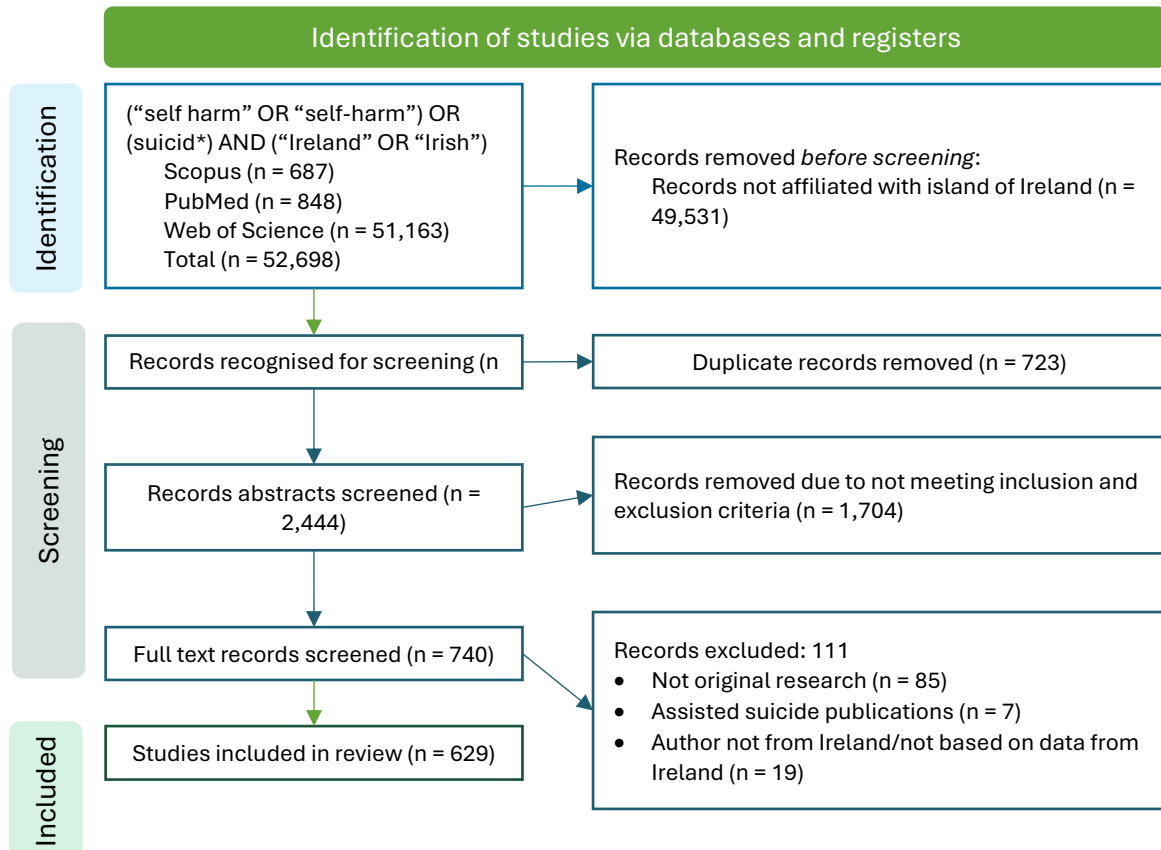 Identification of studies via databases and registers
Identification
(“self harm” OR “self-harm”) OR
(suicid*) AND (“Ireland” OR “Irish”)
Scopus (n = 687)
PubMed (n = 848)
Web of Science (n = 51,163)
Total (n = 52,698)
Records removed before screening:
Records not affiliated with island of Ireland (n =
49,531)
Screening
Records recognised for screening (n
Duplicate records removed (n = 723)
Records abstracts screened (n =
2,444)
Records removed due to not meeting inclusion and
exclusion criteria (n = 1,704)
Full text records screened (n = 740)
Records excluded: 111
• Not original research (n = 85)
• Assisted suicide publications (n = 7)
• Author not from Ireland/not based on data from
Ireland (n = 19)
Included
Studies included in review (n = 629)